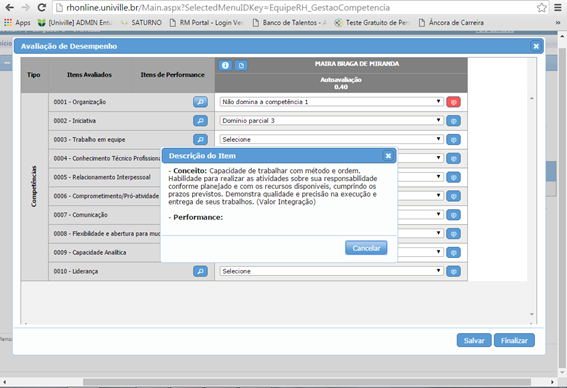 rhonline.univille.br/Main.aspx?SelectedMenuIDKey=EquipeRH_GestaoCompetencia
[Univille] ADMIN Ent
SATURNO
RM Portal - Login Ver
Banco de Talentos - A
Teste Gratuito de Per
Âncora de Carreira
Avaliação de Desempenho
MAIRA BRAGA DE MIRANDA
Tipo
Itens Avaliados
Itens de Performance
Autoavaliação
0.40
Competências
0001 - Organização
Não domina a competência 1
0002 - Iniciativa
Domínio parcial 3
0003 - Trabalho em equipe
Selecione
0004 - Conhecimento Técnico Profissiona
0005 - Relacionamento Interpessoal
0006 - Comprometimento/Pró-atividade
0007 - Comunicação
0008 - Flexibilidade e abertura para mud
0009 - Capacidade Analítica
0010 - Liderança
Selecione
Descrição do Item
- Conceito: Capacidade de trabalhar com método e ordem.
Habilidade para realizar as atividades sobre sua responsabilidade
conforme planejado e com os recursos disponíveis, cumprindo os
prazos previstos. Demonstra qualidade e precisão na execução e
entrega de seus trabalhos. (Valor Integração)
- Performance:
Cancelar
Salvar
Finalizar